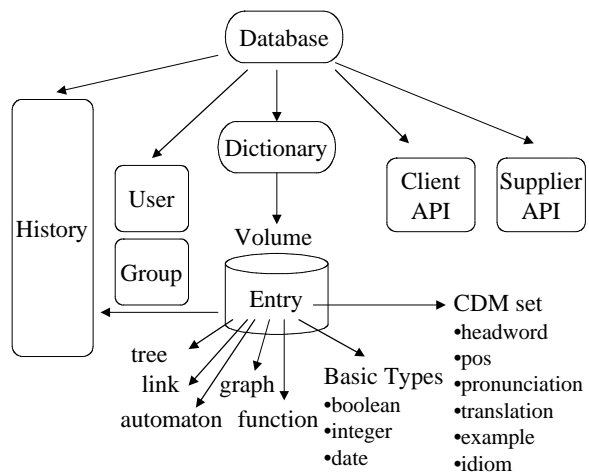 Database
Dictionary
History
User
Group
Client
API
Supplier
API
Volume
Entry
CDM set
•headword
•pos
•pronunciation
•translation
•example
•idiom
tree
link
automaton
graph
function
Basic Types
•boolean
•integer
•date